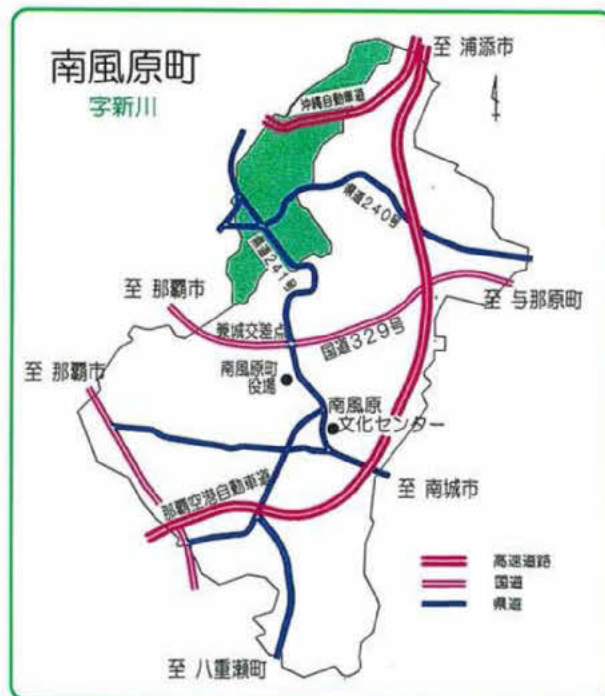 南風原町
字新川
至 浦添市
沖縄自動車道
県道240号
県道241号
至 那覇市
至 与那原町
兼城交差点
国道329号
至 那覇市
南風原町
役場
南風原
文化センター
至 南城市
那覇空港自動車道
高速道路
国道
県道
至 八重瀬町